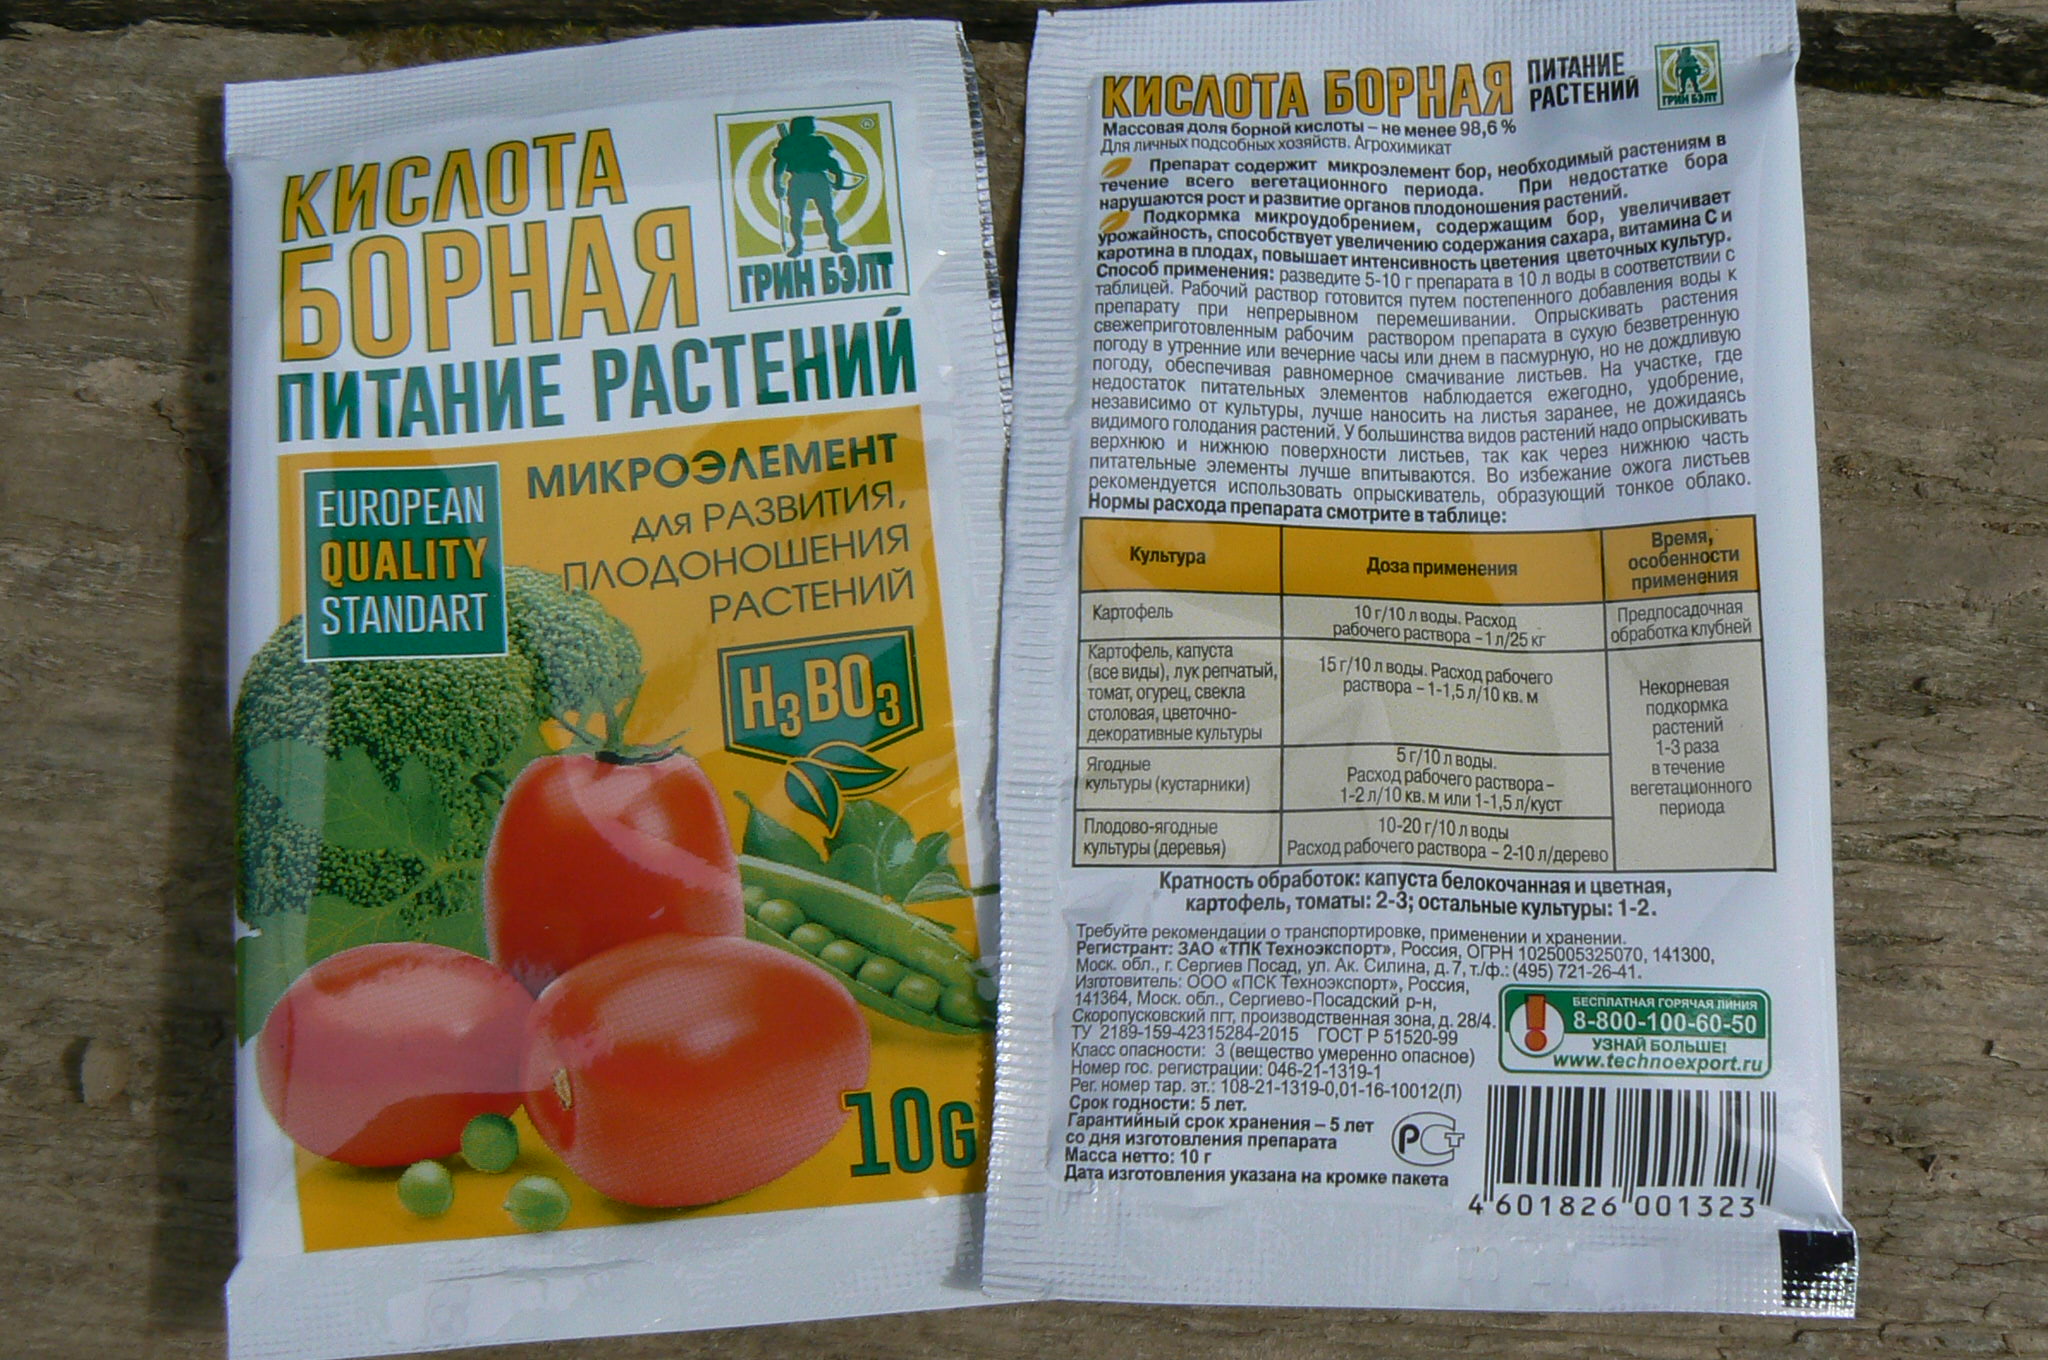 КИСЛОТА
БОРНАЯ
ПИТАНИЕ РАСТЕНИЙ
®
ГРИН БЭЛТ
EUROPEAN
QUALITY
STANDART
МИКРОЭЛЕМЕНТ
для РАЗВИТИЯ,
ПЛОДОНОШЕНИЯ
РАСТЕНИЙ
H3BO3
10G
КИСЛОТА БОРНАЯ
ПИТАНИЕ
РАСТЕНИЙ
ГРИН БЭЛТ
Массовая доля борной кислоты – не менее 98,6 %
Для личных подсобных хозяйств. Агрохимикат
Препарат содержит микроэлемент бор, необходимый растениям в
течение всего вегетационного периода. При недостатке бора
нарушаются рост и развитие органов плодоношения растений.
Подкормка микроудобрением, содержащим бор, увеличивает
урожайность, способствует увеличению содержания сахара, витамина С и
каротина в плодах, повышает интенсивность цветения цветочных культур.
Способ применения: разведите 5-10 г препарата в 10 л воды в соответствии с
таблицей. Рабочий раствор готовится путем постепенного добавления воды к
препарату при непрерывном перемешивании. Опрыскивать растения
свежеприготовленным рабочим раствором препарата в сухую безветренную
погоду в утренние или вечерние часы или днем в пасмурную, но не дождливую
погоду, обеспечивая равномерное смачивание листьев. На участке, где
недостаток питательных элементов наблюдается ежегодно, удобрение,
независимо от культуры, лучше наносить на листья заранее, не дожидаясь
видимого голодания растений. У большинства видов растений надо опрыскивать
верхнюю и нижнюю поверхности листьев, так как через нижнюю часть
питательные элементы лучше впитываются. Во избежание ожога листьев
рекомендуется использовать опрыскиватель, образующий тонкое облако.
Нормы расхода препарата смотрите в таблице:
Культура
Доза применения
Время,
особенности
применения
Картофель
10 г/10 л воды. Расход
рабочего раствора – 1 л/25 кг
Предпосадочная
обработка клубней
Картофель, капуста
(все виды), лук репчатый,
томат, огурец, свекла
столовая, цветочно-
декоративные культуры
15 г/10 л воды. Расход рабочего
раствора – 1-1,5 л/10 кв. м
Некорневая
подкормка
растений
1-3 раза
в течение
вегетационного
периода
Ягодные
культуры (кустарники)
5 г/10 л воды.
Расход рабочего раствора –
1-2 л/10 кв. м или 1-1,5 л/куст
Плодово-ягодные
культуры (деревья)
10-20 г/10 л воды
Расход рабочего раствора – 2-10 л/дерево
Кратность обработок: капуста белокочанная и цветная,
картофель, томаты: 2-3; остальные культуры: 1-2.
Требуйте рекомендации о транспортировке, применении и хранении.
Регистрант: ЗАО «ТПК Техноэкспорт», Россия, ОГРН 1025005325070, 141300,
Моск. обл., г. Сергиев Посад, ул. Ак. Силина, д. 7, т./ф.: (495) 721-26-41.
Изготовитель: ООО «ПСК Техноэкспорт», Россия,
141364, Моск. обл., Сергиево-Посадский р-н,
Скоропусковский пгт, производственная зона, д. 28/4.
ТУ 2189-159-42315284-2015 ГОСТ Р 51520-99
Класс опасности: 3 (вещество умеренно опасное)
Номер гос. регистрации: 046-21-1319-1
Рег. номер тар. эт.: 108-21-1319-0,01-16-10012(Л)
Срок годности: 5 лет.
Гарантийный срок хранения – 5 лет
со дня изготовления препарата
Масса нетто: 10 г
Дата изготовления указана на кромке пакета
БЕСПЛАТНАЯ ГОРЯЧАЯ ЛИНИЯ
8-800-100-60-50
УЗНАЙ БОЛЬШЕ!
www.technoexport.ru
РСТ
4 601826 001323